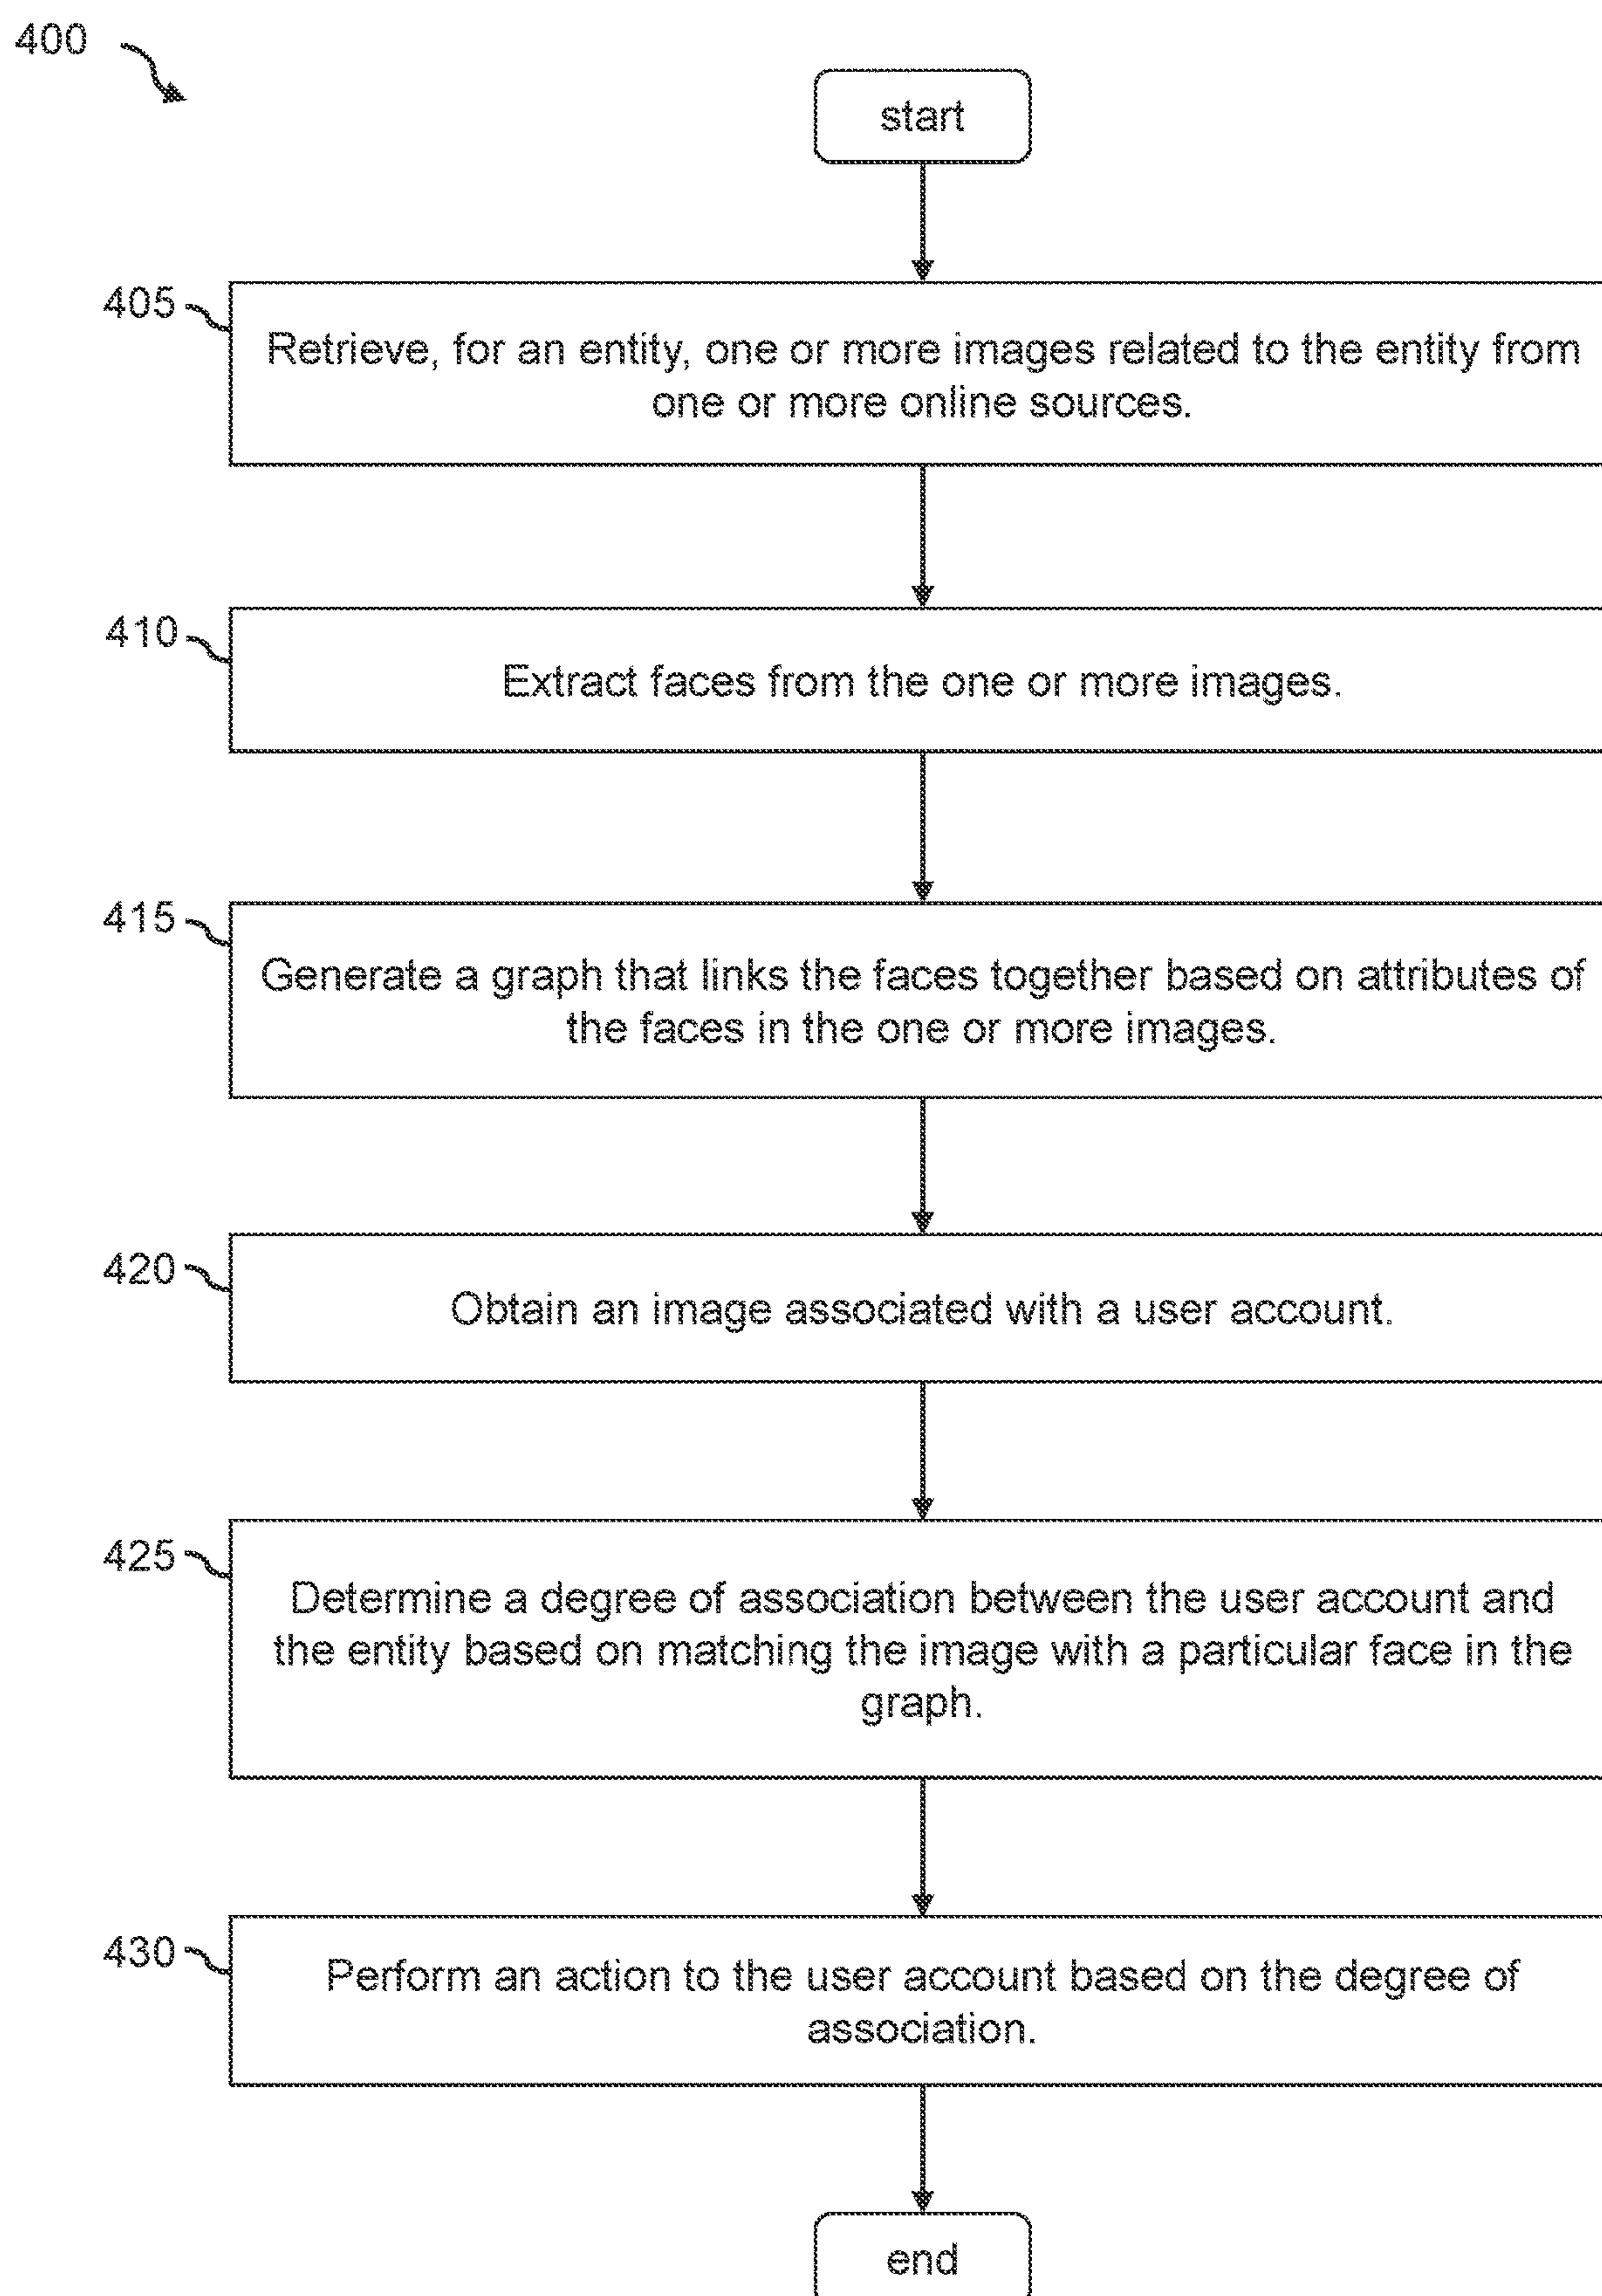 400
start
405
Retrieve, for an entity, one or more images related to the entity from
one or more online sources.
410
Extract faces from the one or more images.
415
Generate a graph that links the faces together based on attributes of
the faces in the one or more images.
420
Obtain an image associated with a user account.
425
Determine a degree of association between the user account and
the entity based on matching the image with a particular face in the
graph.
430
Perform an action to the user account based on the degree of
association.
end